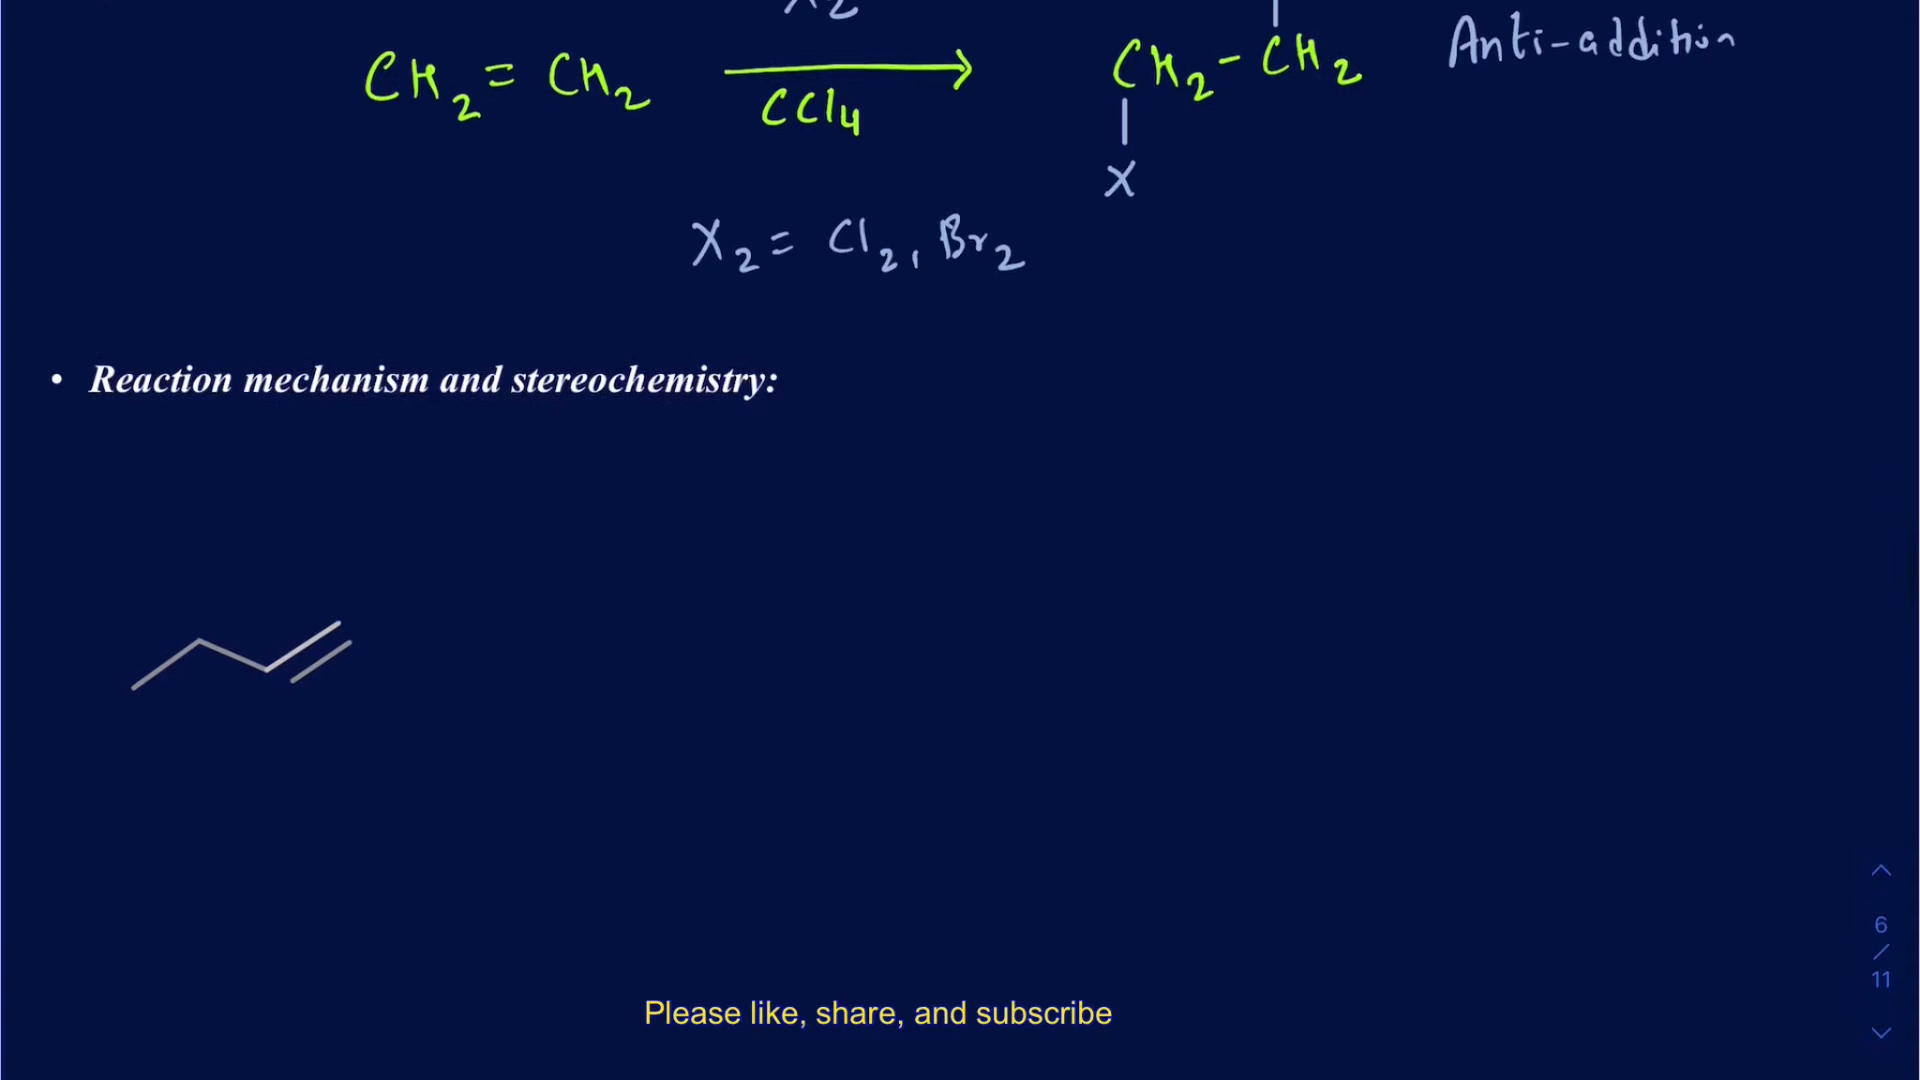 X2
CH2 = CH2 CCl4 CH2 - CH2 Anti-addition
X
X2 = Cl2, Br2
• Reaction mechanism and stereochemistry:
6
/
11
Please like, share, and subscribe